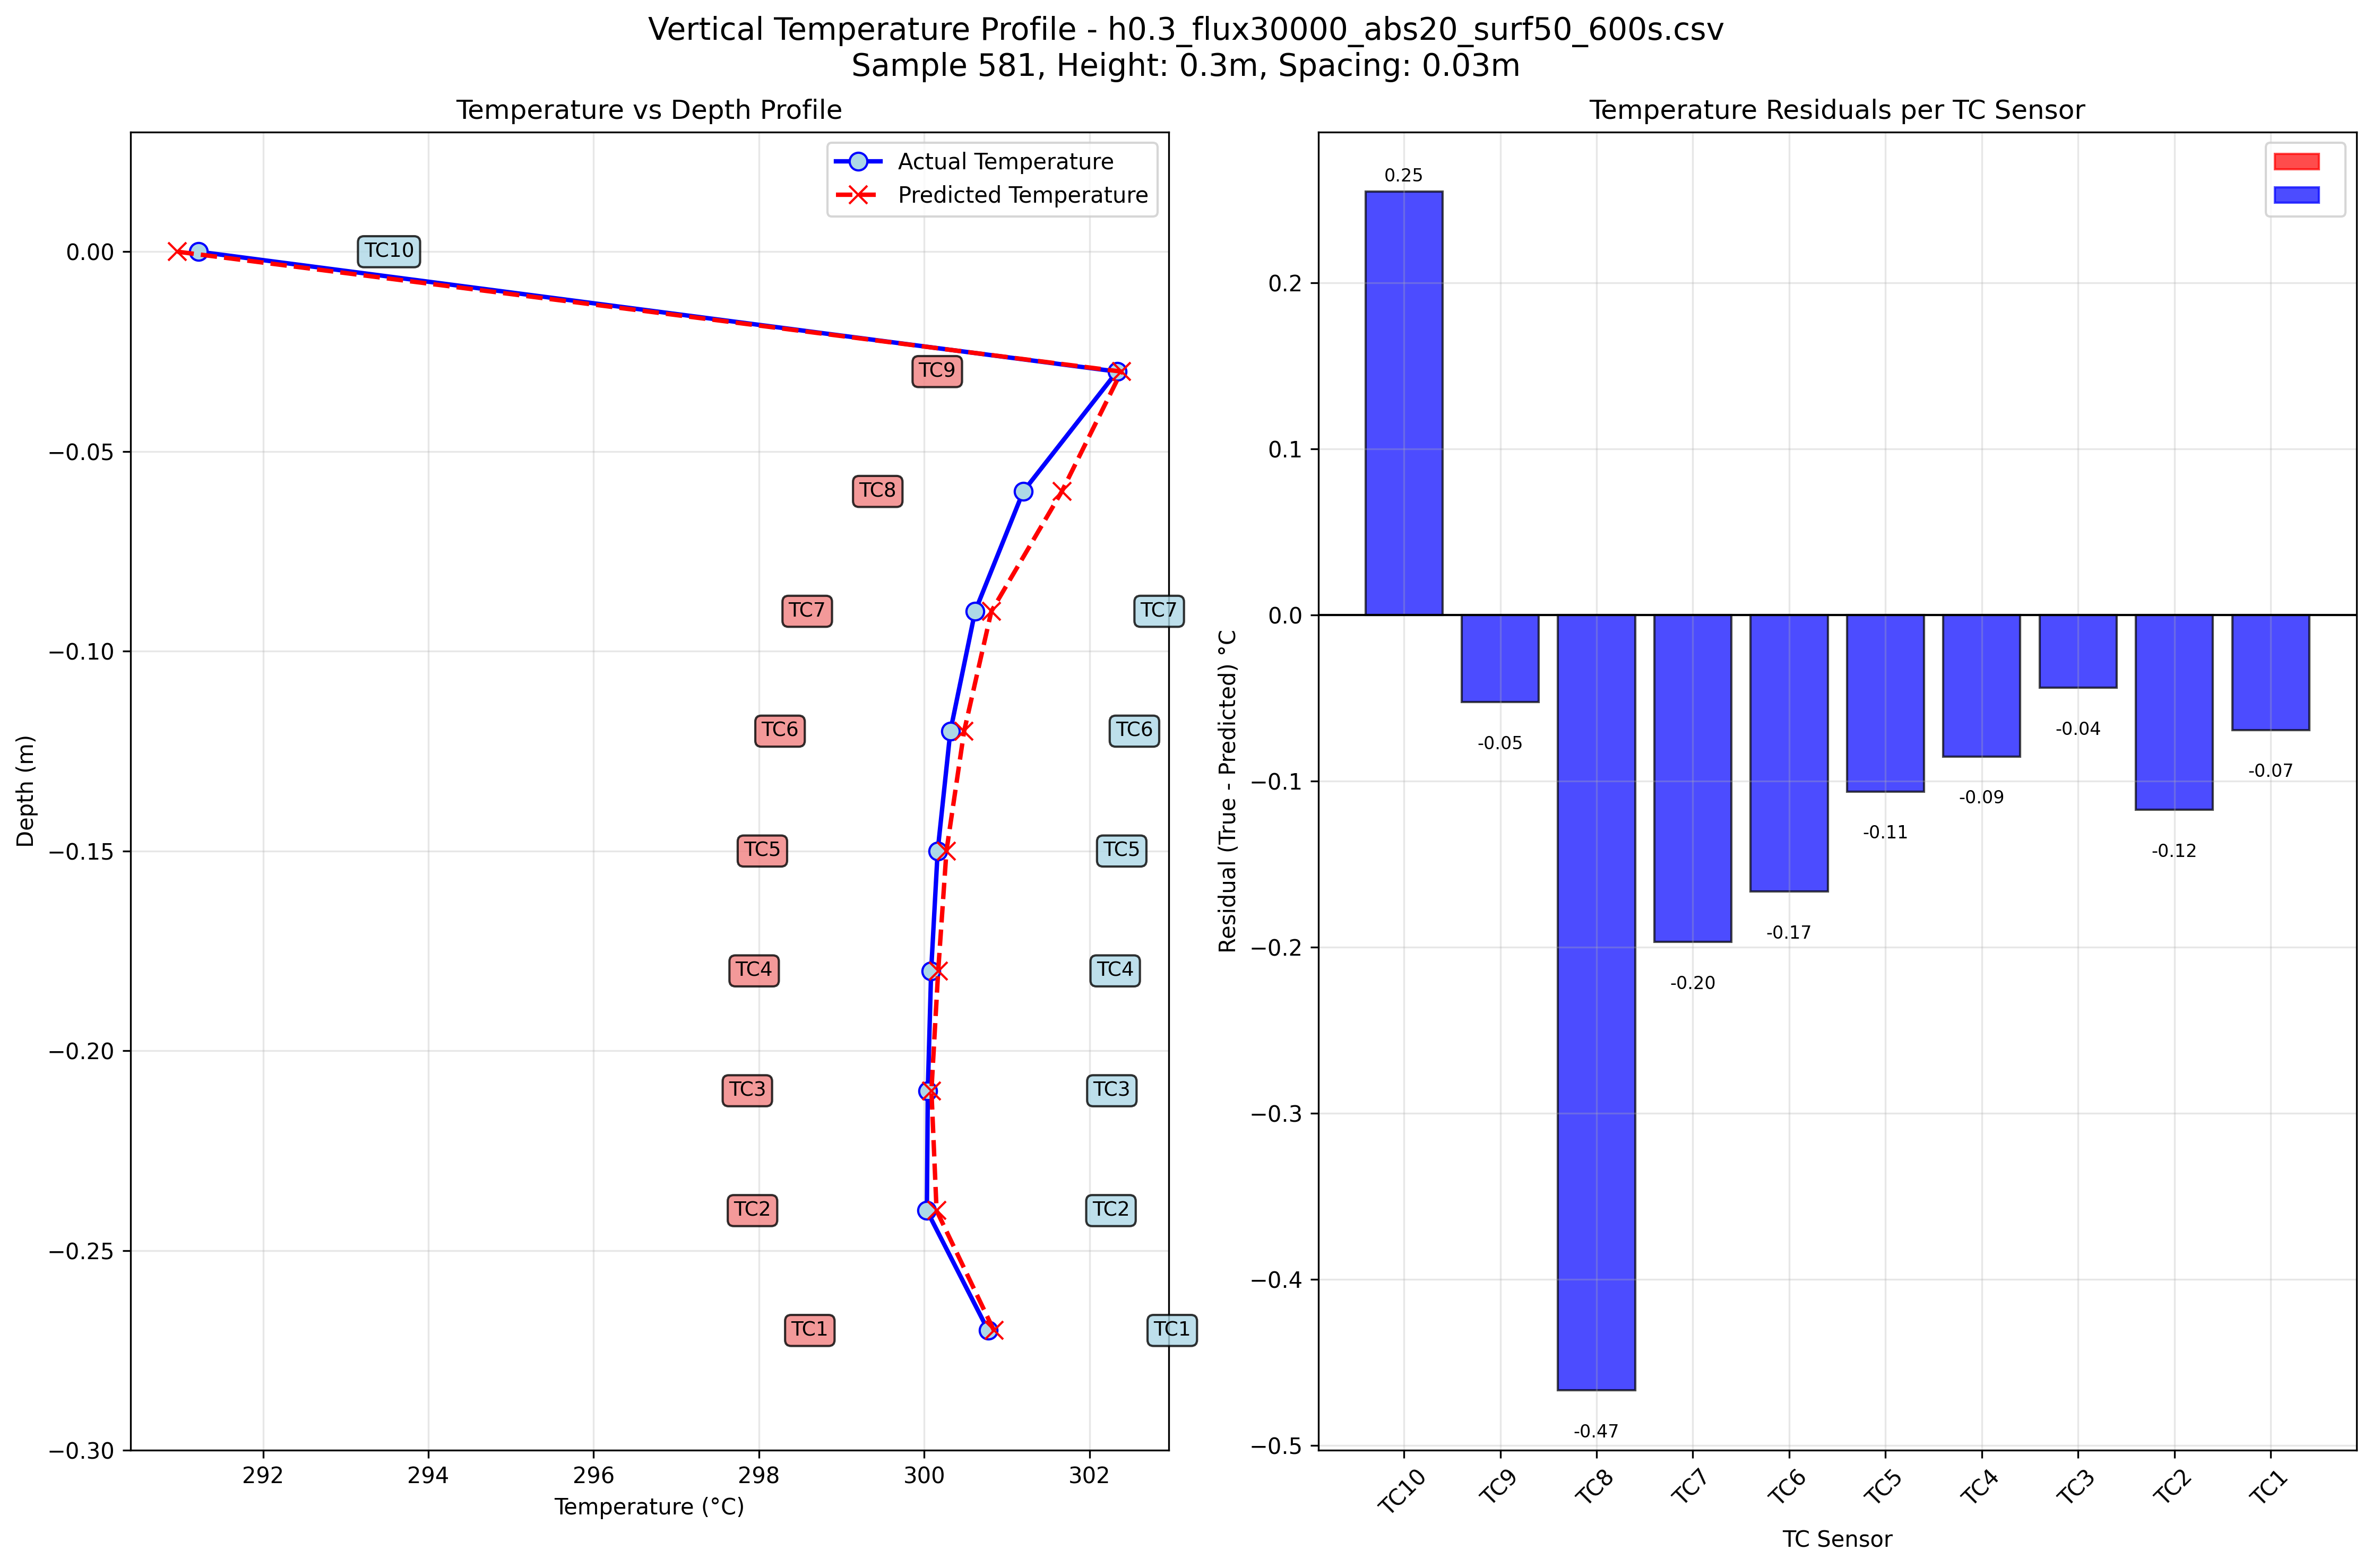 Vertical Temperature Profile - h0.3_flux30000_abs20_surf50_600s.csv
Sample 581, Height: 0.3m, Spacing: 0.03m
Temperature vs Depth Profile
Actual Temperature
Predicted Temperature
TC10
TC9
TC8
TC7
TC7
TC6
TC6
TC5
TC5
TC4
TC4
TC3
TC3
TC2
TC2
TC1
TC1
0.00
−0.05
−0.10
−0.15
−0.20
−0.25
−0.30
Depth (m)
292
294
296
298
300
302
Temperature (°C)
Temperature Residuals per TC Sensor
0.25
-0.05
-0.47
-0.20
-0.17
-0.11
-0.09
-0.04
-0.12
-0.07
0.2
0.1
0.0
−0.1
−0.2
−0.3
−0.4
−0.5
Residual (True - Predicted) °C
TC10
TC9
TC8
TC7
TC6
TC5
TC4
TC3
TC2
TC1
TC Sensor